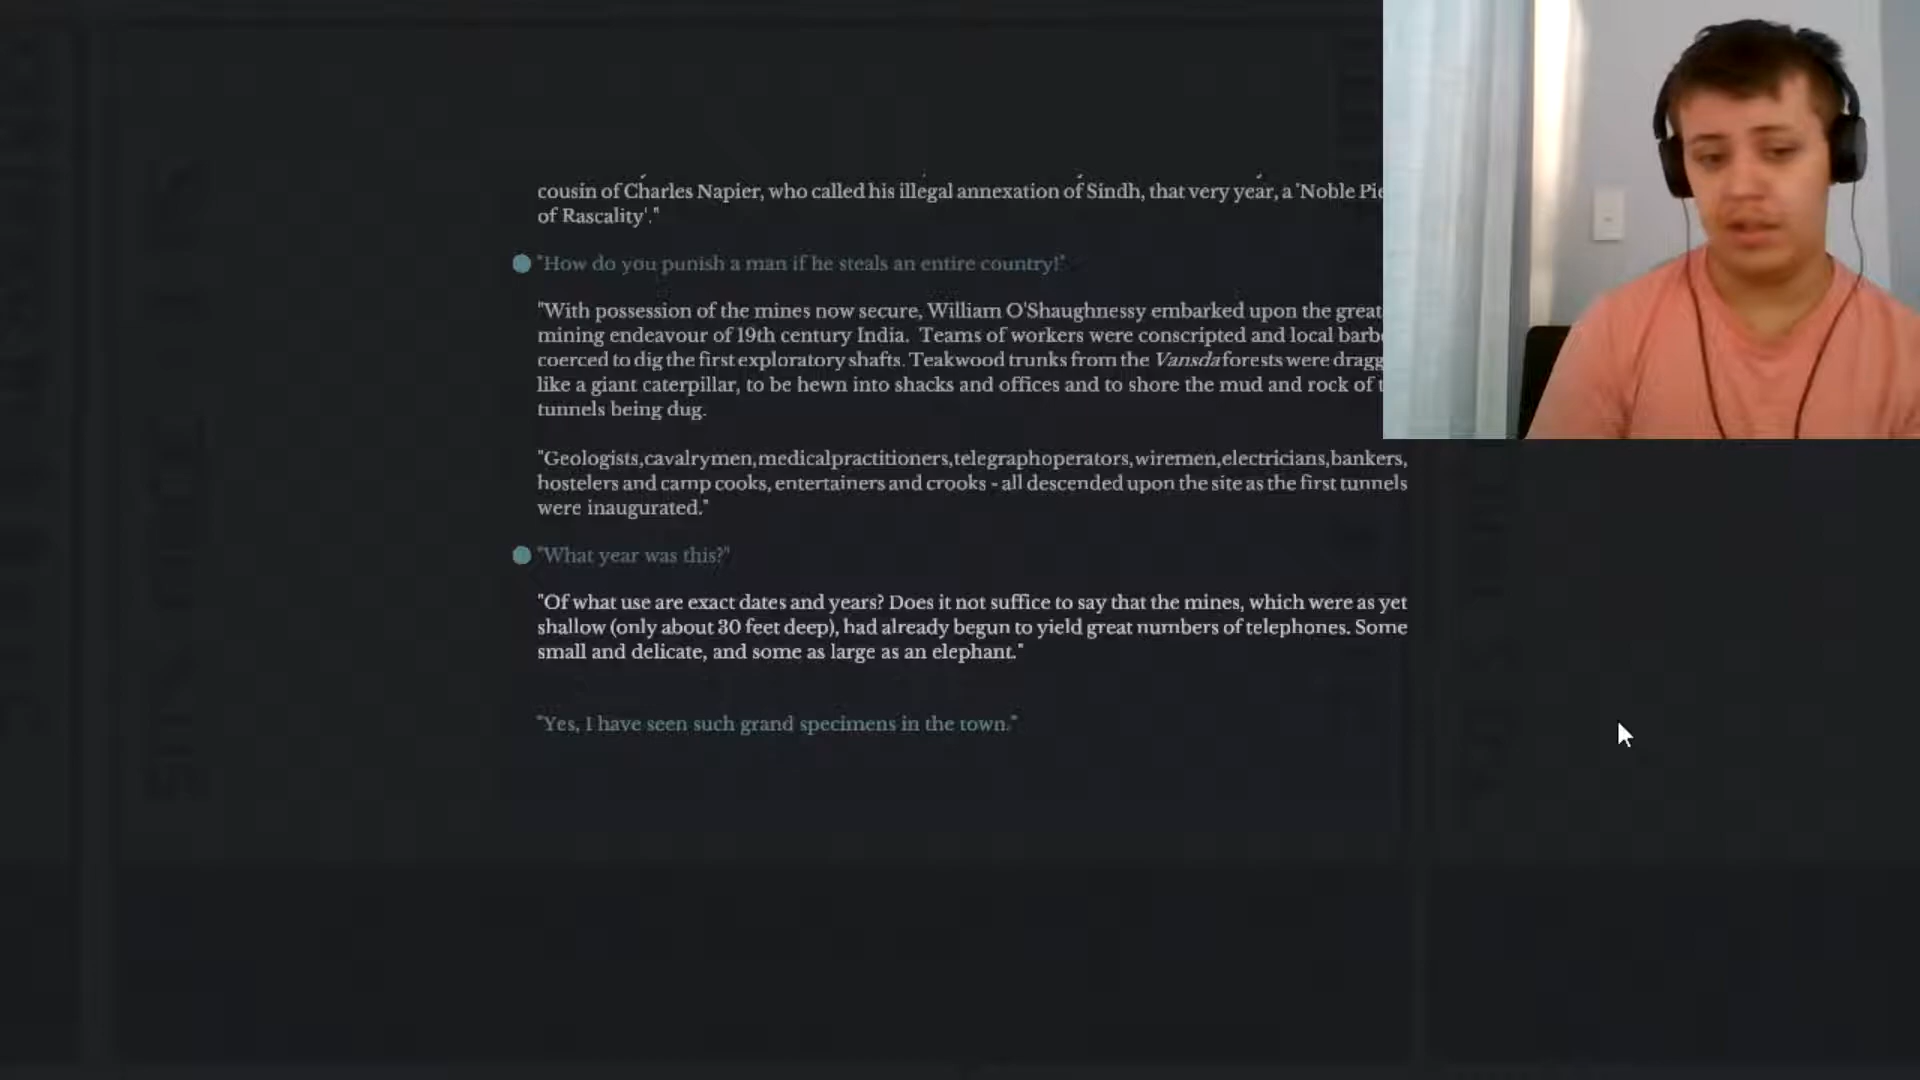 cousin of Charles Napier, who called his illegal annexation of Sindh, that very year, a 'Noble
of Rascality'."
"How do you punish a man if he steals an entire country!"
"With possession of the mines now secure, William O'Shaughnessy embarked upon the
mining endeavour of 19th century India. Teams of workers were conscripted and local
coerced to dig the first exploratory shafts. Teakwood trunks from the Vansda forests were
like a giant caterpillar, to be hewn into shacks and offices and to shore the mud and rock of
tunnels being dug.
"Geologists,cavalrymen,medicalpractitioners,telegraphoperators,wiremen,electricians,bankers,
hostelers and camp cooks, entertainers and crooks - all descended upon the site as the first tunnels
were inaugurated."
"What year was this?"
"Of what use are exact dates and years? Does it not suffice to say that the mines, which were as yet
shallow (only about 30 feet deep), had already begun to yield great numbers of telephones. Some
small and delicate, and some as large as an elephant."
"Yes, I have seen such grand specimens in the town."